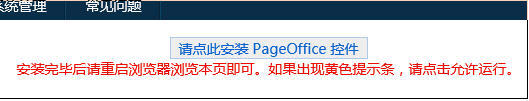 系统管理 常见问题
请点此安装 PageOffice 控件
安装完毕后请重启浏览器浏览本页即可。如果出现黄色提示条，请点击允许运行。